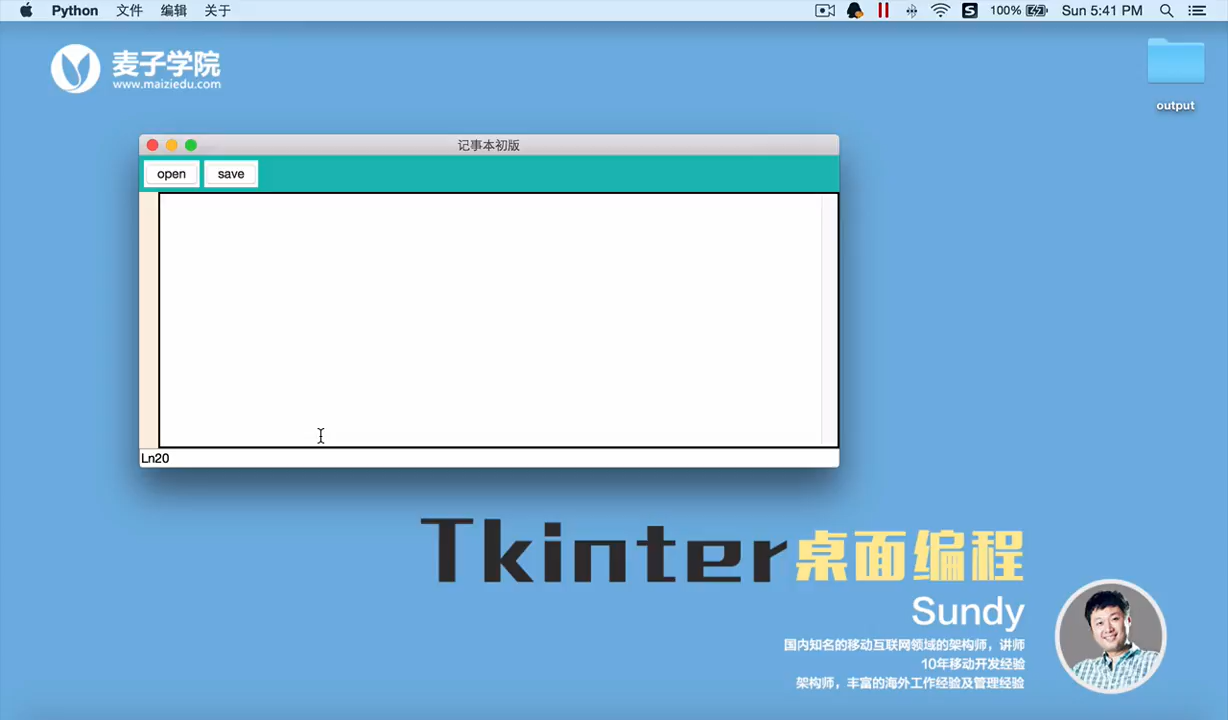 Python 文件 编辑 关于 S 100% Sun 5:41 PM
麦子学院
www.maiziedu.com
output
记事本初版
open save
Ln20
Tkinter桌面编程
Sundy
国内知名的移动互联网领域的架构师，讲师
10年移动开发经验
架构师，丰富的海外工作经验及管理经验